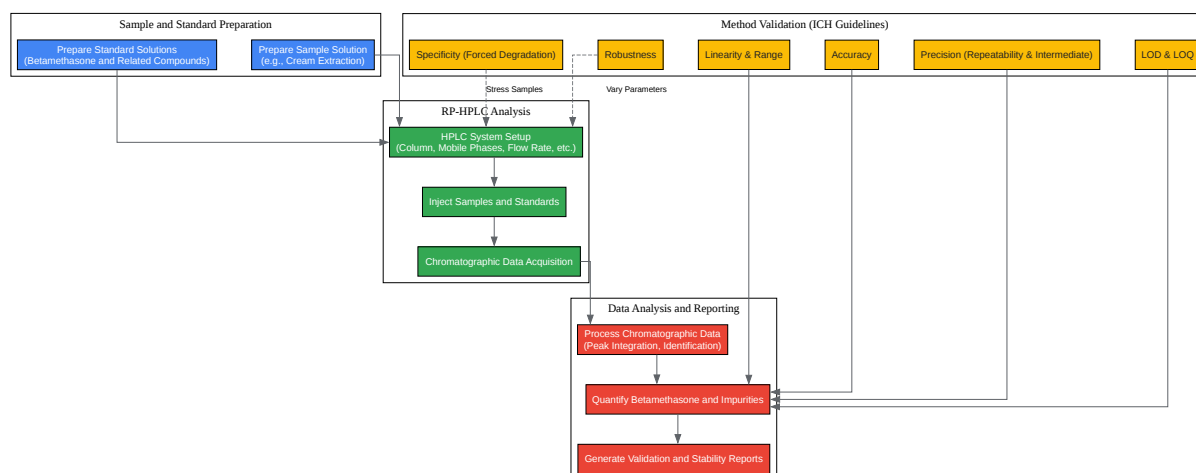 Sample and Standard Preparation
Prepare Standard Solutions
(Betamethasone and Related Compounds)
Prepare Sample Solution
(e.g., Cream Extraction)
Method Validation (ICH Guidelines)
Specificity (Forced Degradation)
Robustness
Linearity & Range
Accuracy
Precision (Repeatability & Intermediate)
LOD & LOQ
Stress Samples
Vary Parameters
RP-HPLC Analysis
HPLC System Setup
(Column, Mobile Phases, Flow Rate, etc.)
Inject Samples and Standards
Chromatographic Data Acquisition
Data Analysis and Reporting
Process Chromatographic Data
(Peak Integration, Identification)
Quantify Betamethasone and Impurities
Generate Validation and Stability Reports